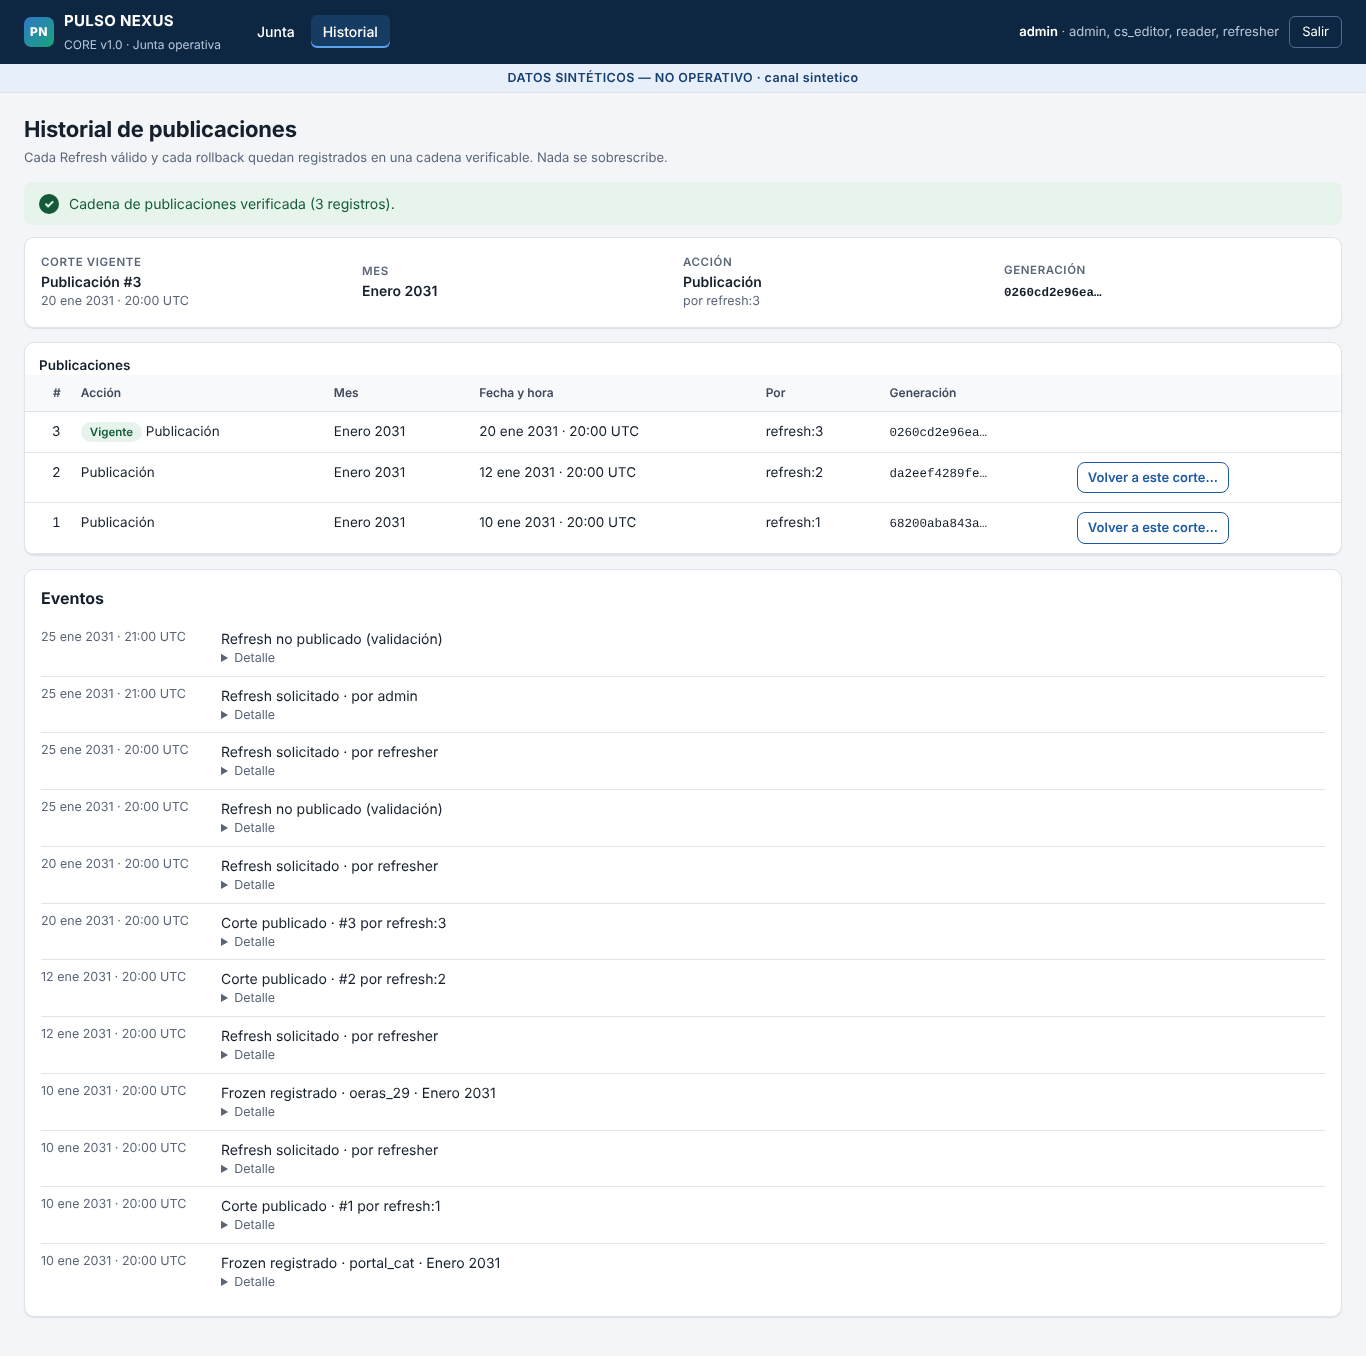 PN
PULSO NEXUS
CORE v1.0 · Junta operativa
Junta
Historial
admin · admin, cs_editor, reader, refresher
Salir
DATOS SINTÉTICOS — NO OPERATIVO · canal sintetico
Historial de publicaciones
Cada Refresh válido y cada rollback quedan registrados en una cadena verificable. Nada se sobrescribe.
Cadena de publicaciones verificada (3 registros).
CORTE VIGENTE
Publicación #3
20 ene 2031 · 20:00 UTC
MES
Enero 2031
ACCIÓN
Publicación
por refresh:3
GENERACIÓN
0260cd2e96ea…
Publicaciones
# Acción Mes Fecha y hora Por Generación
3 Vigente Publicación Enero 2031 20 ene 2031 · 20:00 UTC refresh:3 0260cd2e96ea…
2 Publicación Enero 2031 12 ene 2031 · 20:00 UTC refresh:2 da2eef4289fe… Volver a este corte…
1 Publicación Enero 2031 10 ene 2031 · 20:00 UTC refresh:1 68200aba843a… Volver a este corte…
Eventos
25 ene 2031 · 21:00 UTC Refresh no publicado (validación)
Detalle
25 ene 2031 · 21:00 UTC Refresh solicitado · por admin
Detalle
25 ene 2031 · 20:00 UTC Refresh solicitado · por refresher
Detalle
25 ene 2031 · 20:00 UTC Refresh no publicado (validación)
Detalle
20 ene 2031 · 20:00 UTC Refresh solicitado · por refresher
Detalle
20 ene 2031 · 20:00 UTC Corte publicado · #3 por refresh:3
Detalle
12 ene 2031 · 20:00 UTC Corte publicado · #2 por refresh:2
Detalle
12 ene 2031 · 20:00 UTC Refresh solicitado · por refresher
Detalle
10 ene 2031 · 20:00 UTC Frozen registrado · oeras_29 · Enero 2031
Detalle
10 ene 2031 · 20:00 UTC Refresh solicitado · por refresher
Detalle
10 ene 2031 · 20:00 UTC Corte publicado · #1 por refresh:1
Detalle
10 ene 2031 · 20:00 UTC Frozen registrado · portal_cat · Enero 2031
Detalle